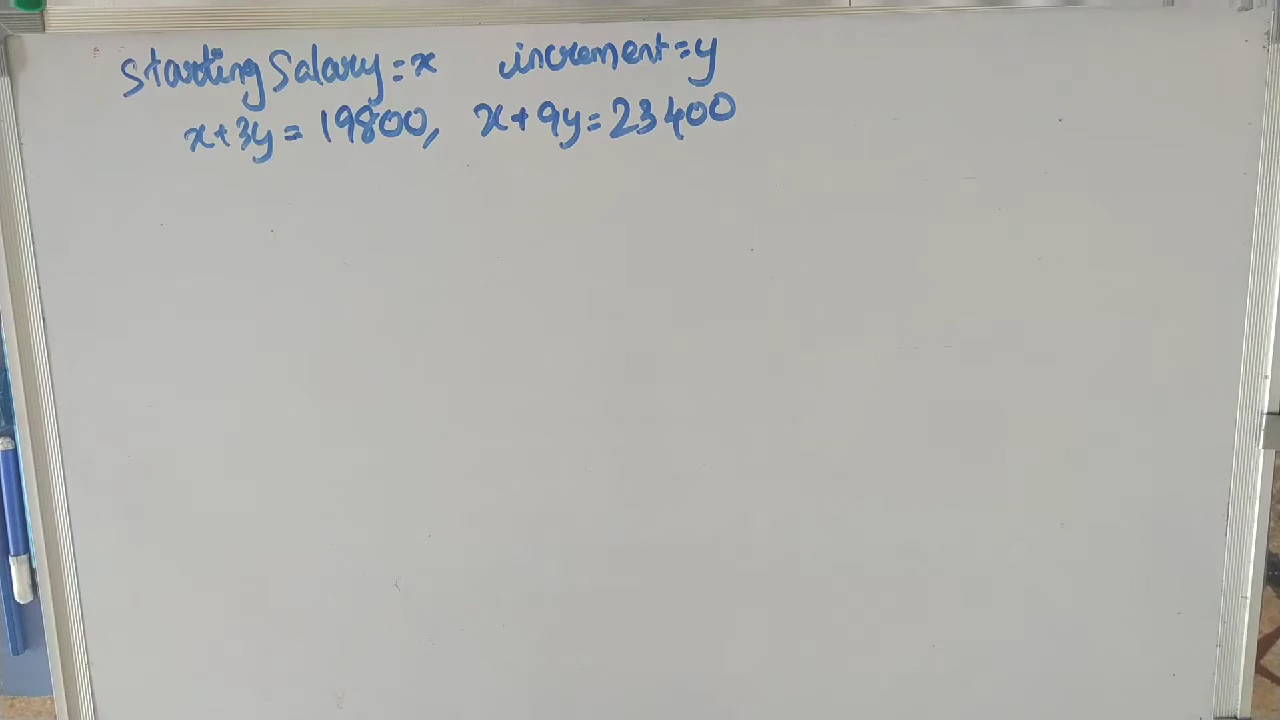 Starting Salary = x increment = y
x + 3y = 19800, x + 9y = 23400